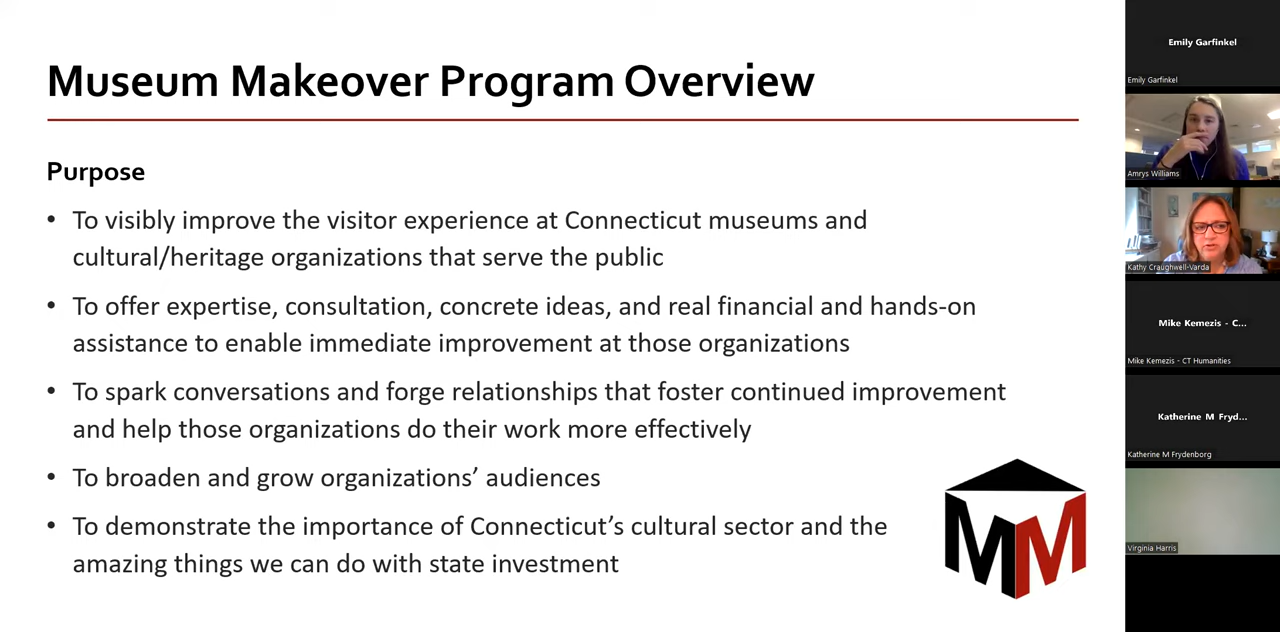 Museum Makeover Program Overview
Purpose
• To visibly improve the visitor experience at Connecticut museums and
cultural/heritage organizations that serve the public
• To offer expertise, consultation, concrete ideas, and real financial and hands-on
assistance to enable immediate improvement at those organizations
• To spark conversations and forge relationships that foster continued improvement
and help those organizations do their work more effectively
• To broaden and grow organizations’ audiences
• To demonstrate the importance of Connecticut’s cultural sector and the
amazing things we can do with state investment
MM
Emily Garfinkel
Emily Garfinkel
Amrys Williams
Kathy Craughwell-Varda
Mike Kemezis - C...
Mike Kemezis - CT Humanities
Katherine M Fryd...
Katherine M Frydenborg
Virginia Harris